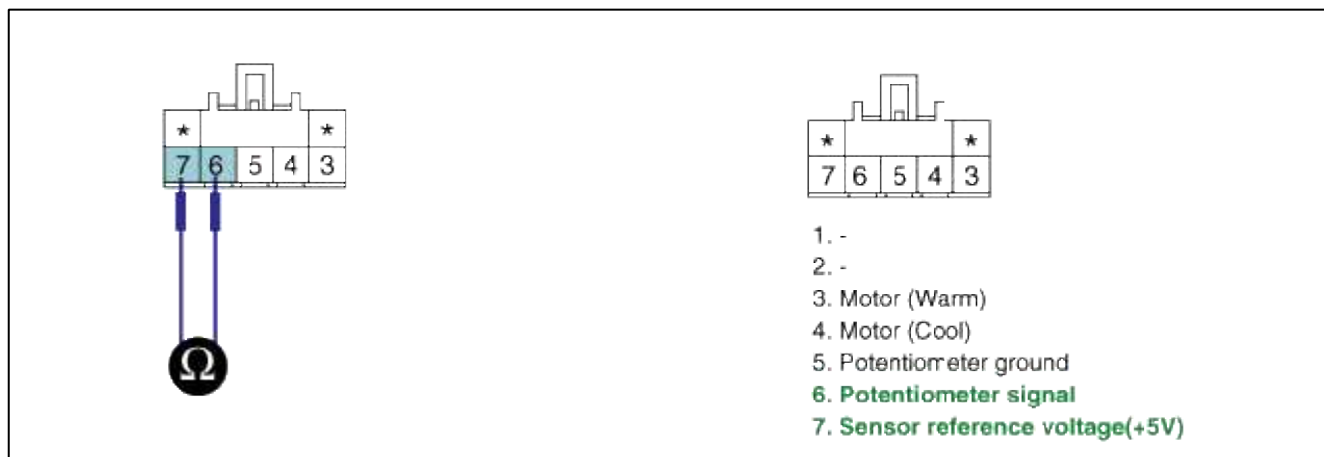 * *
7 6 5 4 3
Ω
* *
7 6 5 4 3
1. -
2. -
3. Motor (Warm)
4. Motor (Cool)
5. Potentiometer ground
6. Potentiometer signal
7. Sensor reference voltage(+5V)